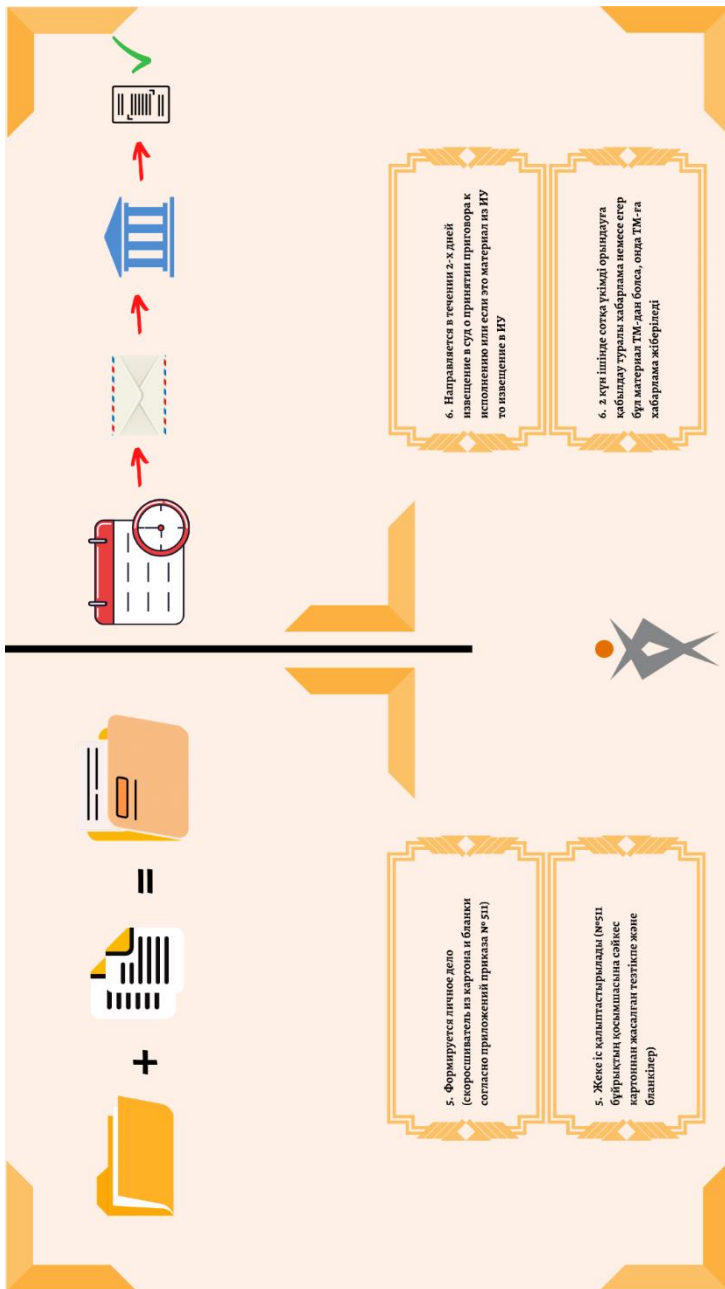 5. Формируется личное дело
(скоросшиватель из картона и бланки
согласно приложений приказа № 511)
5. Жеке іс қалыптастырылады (№511
бұйрықтың қосымшасына сәйкес
картоннан жасалған тезтікпе және
бланкілер)
6. Направляется в течении 2-х дней
извещение в суд о принятии приговора к
исполнению или если это материал из ИУ
то извещение в ИУ
6. 2 күн ішінде сотқа үкімді орындауға
қабылдау туралы хабарлама немесе егер
бұл материал ТМ-дан болса, онда ТМ-ға
хабарлама жіберіледі